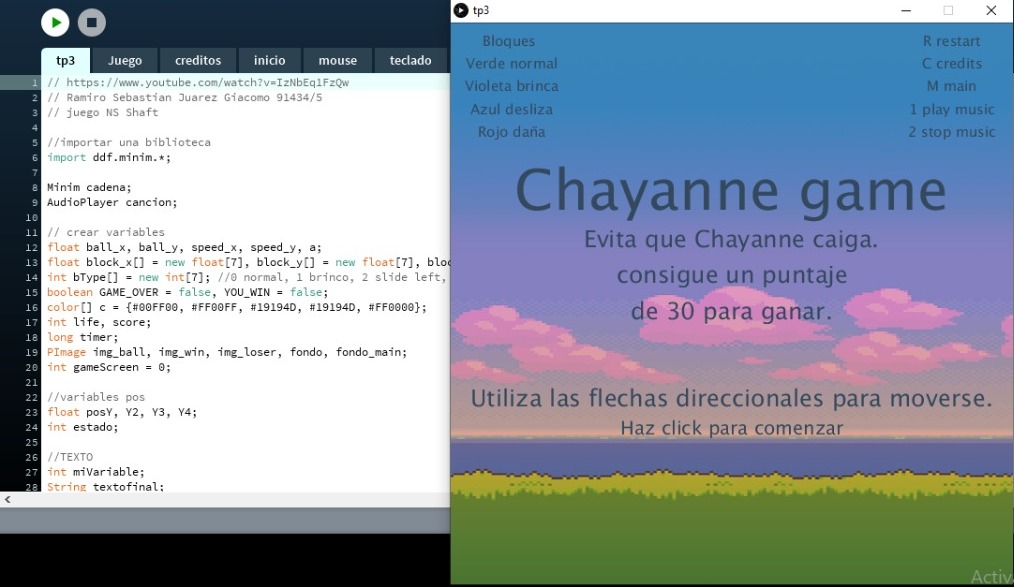 tp3
Juego
creditos
inicio
mouse
teclado
1 // https://www.youtube.com/watch?v=IzNbEq1FzQw
2 // Ramiro Sebastian Juarez Giacomo 91434/5
3 // juego NS Shaft
4
5 //importar una biblioteca
6 import ddf.minim.*;
7
8 Minim cadena;
9 AudioPlayer cancion;
10
11 // crear variables
12 float ball_x, ball_y, speed_x, speed_y, a;
13 float block_x[] = new float[7], block_y[] = new float[7], bloc
14 int bType[] = new int[7]; //0 normal, 1 brinco, 2 slide left,
15 boolean GAME_OVER = false, YOU_WIN = false;
16 color[] c = {#00FF00, #FF00FF, #19194D, #19194D, #FF0000};
17 int life, score;
18 long timer;
19 PImage img_ball, img_win, img_loser, fondo, fondo_main;
20 int gameScreen = 0;
21
22 //variables pos
23 float posY, Y2, Y3, Y4;
24 int estado;
25
26 //TEXTO
27 int miVariable;
28 String textofinal;
tp3
Bloques
Verde normal
Violeta brinca
Azul desliza
Rojo daña
R restart
C credits
M main
1 play music
2 stop music
Chayanne game
Evita que Chayanne caiga.
consigue un puntaje
de 30 para ganar.
Utiliza las flechas direccionales para moverse.
Haz click para comenzar
Activ